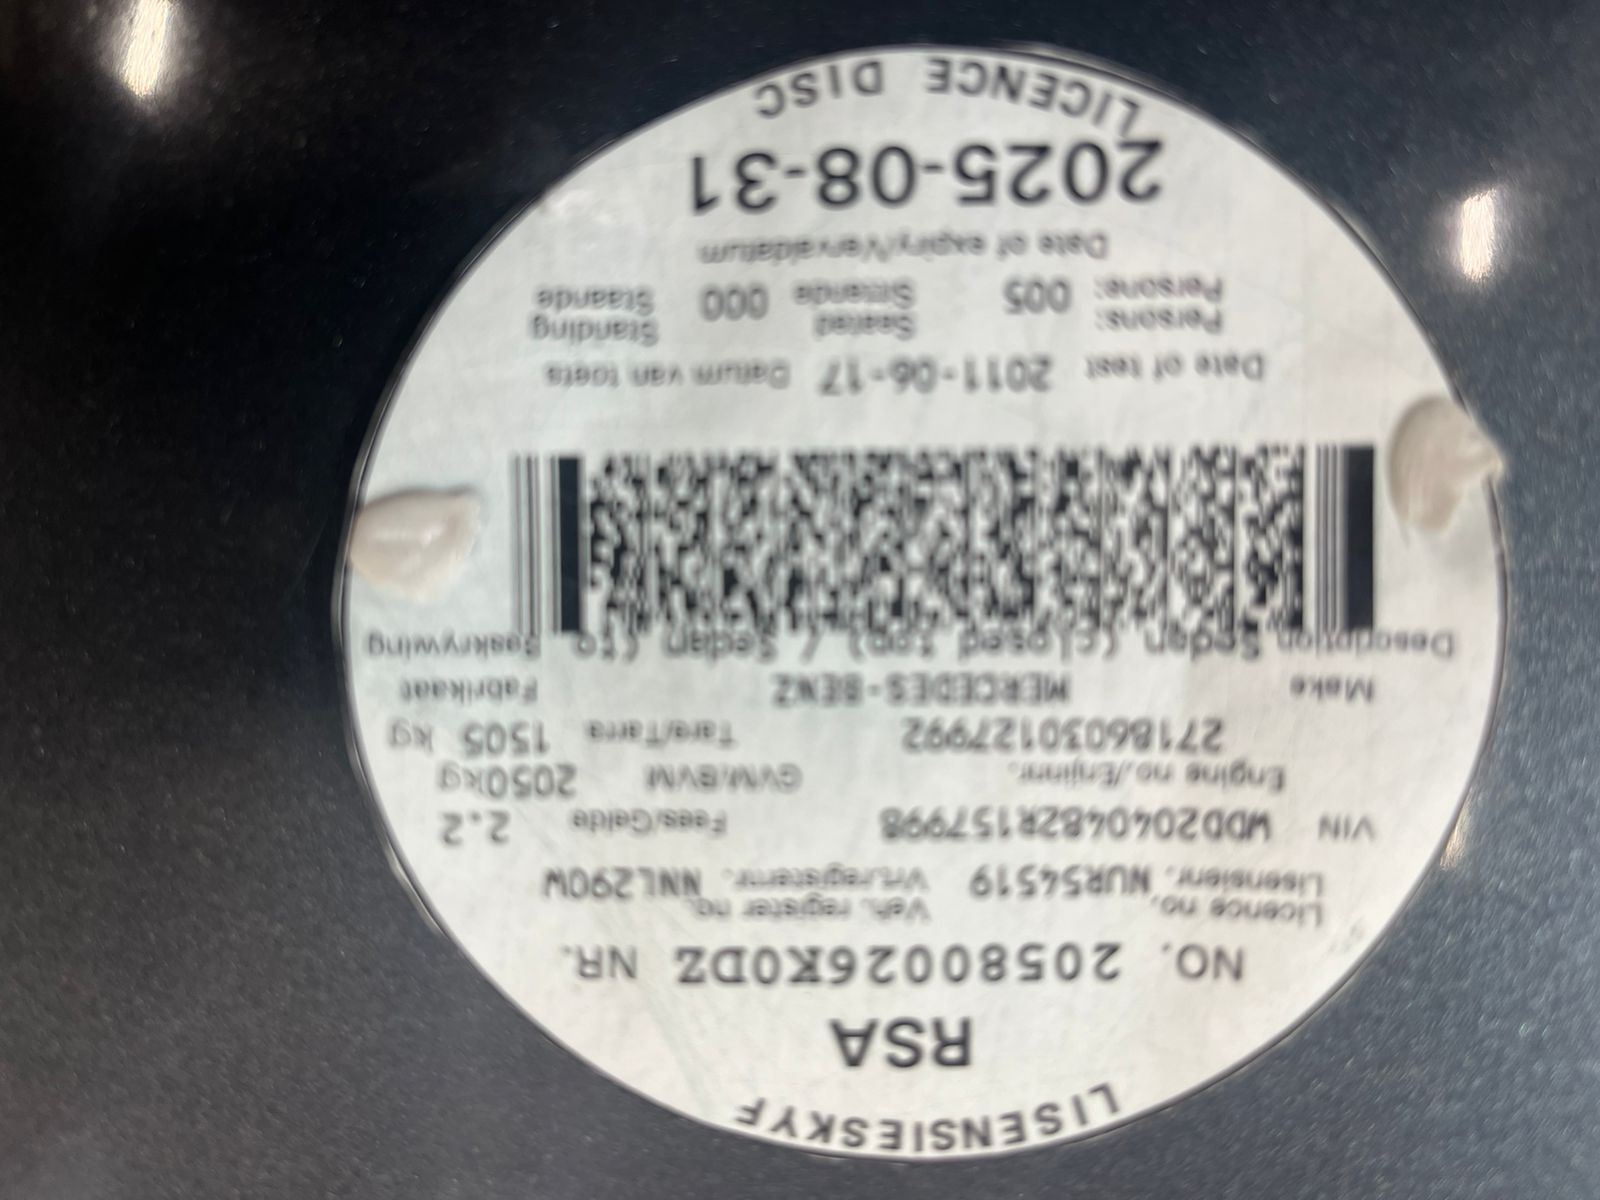 LISENSIESKYF
RSA
NO. 20580026K0DZ NR.
Licence no. Veh. register no.
Lisensienr. NUR54519 Vrt.registernr. NNL290W
VIN WDD2040482R157998 Fees/Gelde 2.2
Engine no./Enjinnr. GVM/BVM 2050kg
27186030127992 Tare/Tarra 1505 kg
Make MERCEDES-BENZ Fabrikaat
Description Sedan (closed top) / Sedan (to Beskrywing
Date of test 2011-06-17 Datum van toets
Persons: Seated Standing
Persone: 005 Sittende 000 Staande
Date of expiry/Vervaldatum
2025-08-31
LICENCE DISC